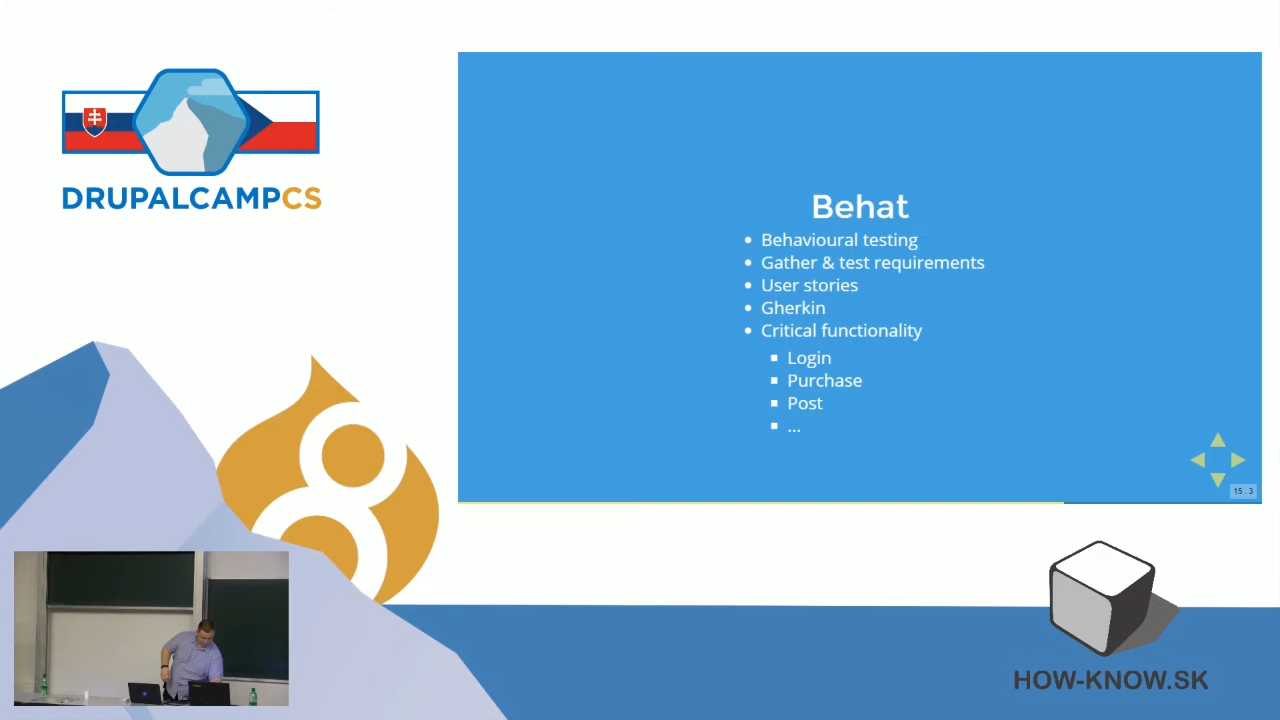 DRUPALCAMPCS
Behat
• Behavioural testing
• Gather & test requirements
• User stories
• Gherkin
• Critical functionality
▪ Login
▪ Purchase
▪ Post
▪ ...
15 . 3
8
HOW-KNOW.SK